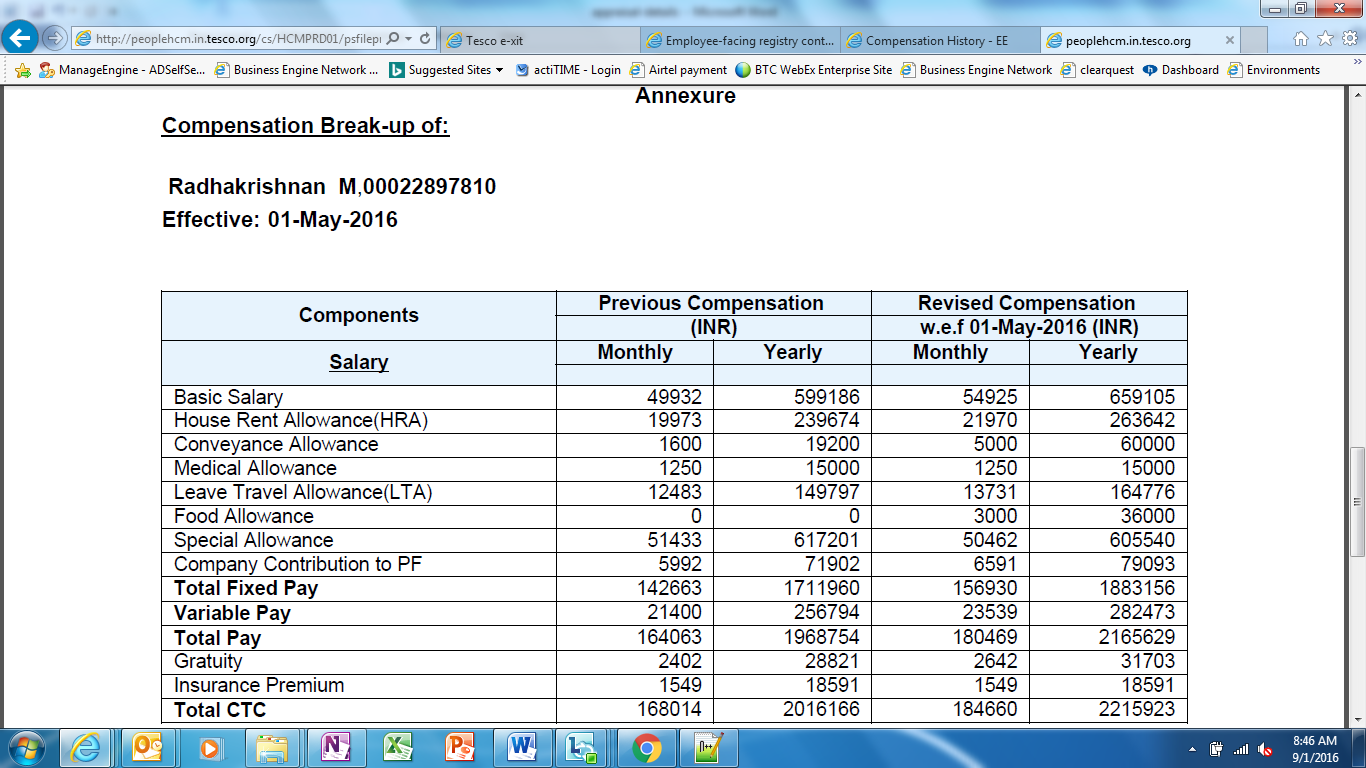 appraisal details - Microsoft Word
http://peoplehcm.in.tesco.org/cs/HCMPRD01/psfilepr
Tesco e-xit
Employee-facing registry cont...
Compensation History - EE
peoplehcm.in.tesco.org
ManageEngine - ADSelfSe...
Business Engine Network ...
Suggested Sites
actiTIME - Login
Airtel payment
BTC WebEx Enterprise Site
Business Engine Network
clearquest
Dashboard
Environments
Annexure
Compensation Break-up of:
Radhakrishnan M,00022897810
Effective: 01-May-2016
Components Previous Compensation Revised Compensation
(INR) w.e.f 01-May-2016 (INR)
Salary Monthly Yearly Monthly Yearly
Basic Salary 49932 599186 54925 659105
House Rent Allowance(HRA) 19973 239674 21970 263642
Conveyance Allowance 1600 19200 5000 60000
Medical Allowance 1250 15000 1250 15000
Leave Travel Allowance(LTA) 12483 149797 13731 164776
Food Allowance 0 0 3000 36000
Special Allowance 51433 617201 50462 605540
Company Contribution to PF 5992 71902 6591 79093
Total Fixed Pay 142663 1711960 156930 1883156
Variable Pay 21400 256794 23539 282473
Total Pay 164063 1968754 180469 2165629
Gratuity 2402 28821 2642 31703
Insurance Premium 1549 18591 1549 18591
Total CTC 168014 2016166 184660 2215923
8:46 AM
9/1/2016